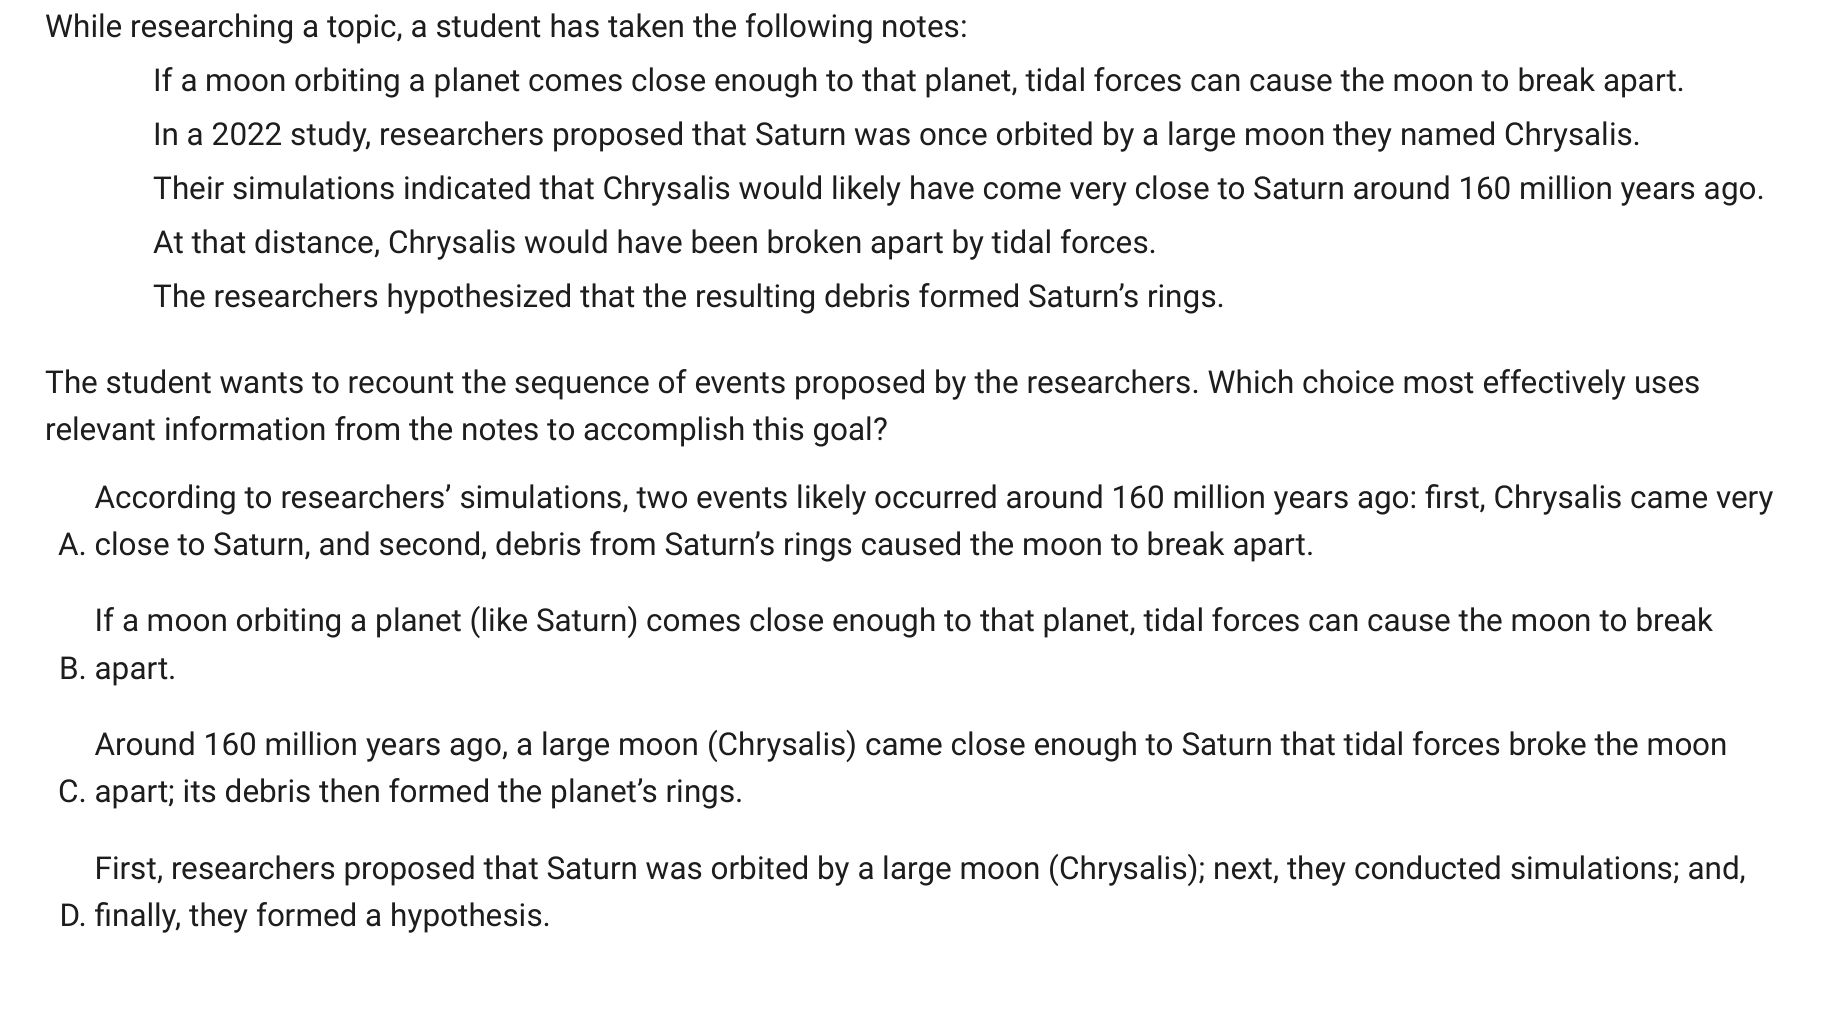 While researching a topic, a student has taken the following notes:
If a moon orbiting a planet comes close enough to that planet, tidal forces can cause the moon to break apart.
In a 2022 study, researchers proposed that Saturn was once orbited by a large moon they named Chrysalis.
Their simulations indicated that Chrysalis would likely have come very close to Saturn around 160 million years ago.
At that distance, Chrysalis would have been broken apart by tidal forces.
The researchers hypothesized that the resulting debris formed Saturn’s rings.
The student wants to recount the sequence of events proposed by the researchers. Which choice most effectively uses
relevant information from the notes to accomplish this goal?
According to researchers’ simulations, two events likely occurred around 160 million years ago: first, Chrysalis came very
A. close to Saturn, and second, debris from Saturn’s rings caused the moon to break apart.
If a moon orbiting a planet (like Saturn) comes close enough to that planet, tidal forces can cause the moon to break
B. apart.
Around 160 million years ago, a large moon (Chrysalis) came close enough to Saturn that tidal forces broke the moon
C. apart; its debris then formed the planet’s rings.
First, researchers proposed that Saturn was orbited by a large moon (Chrysalis); next, they conducted simulations; and,
D. finally, they formed a hypothesis.